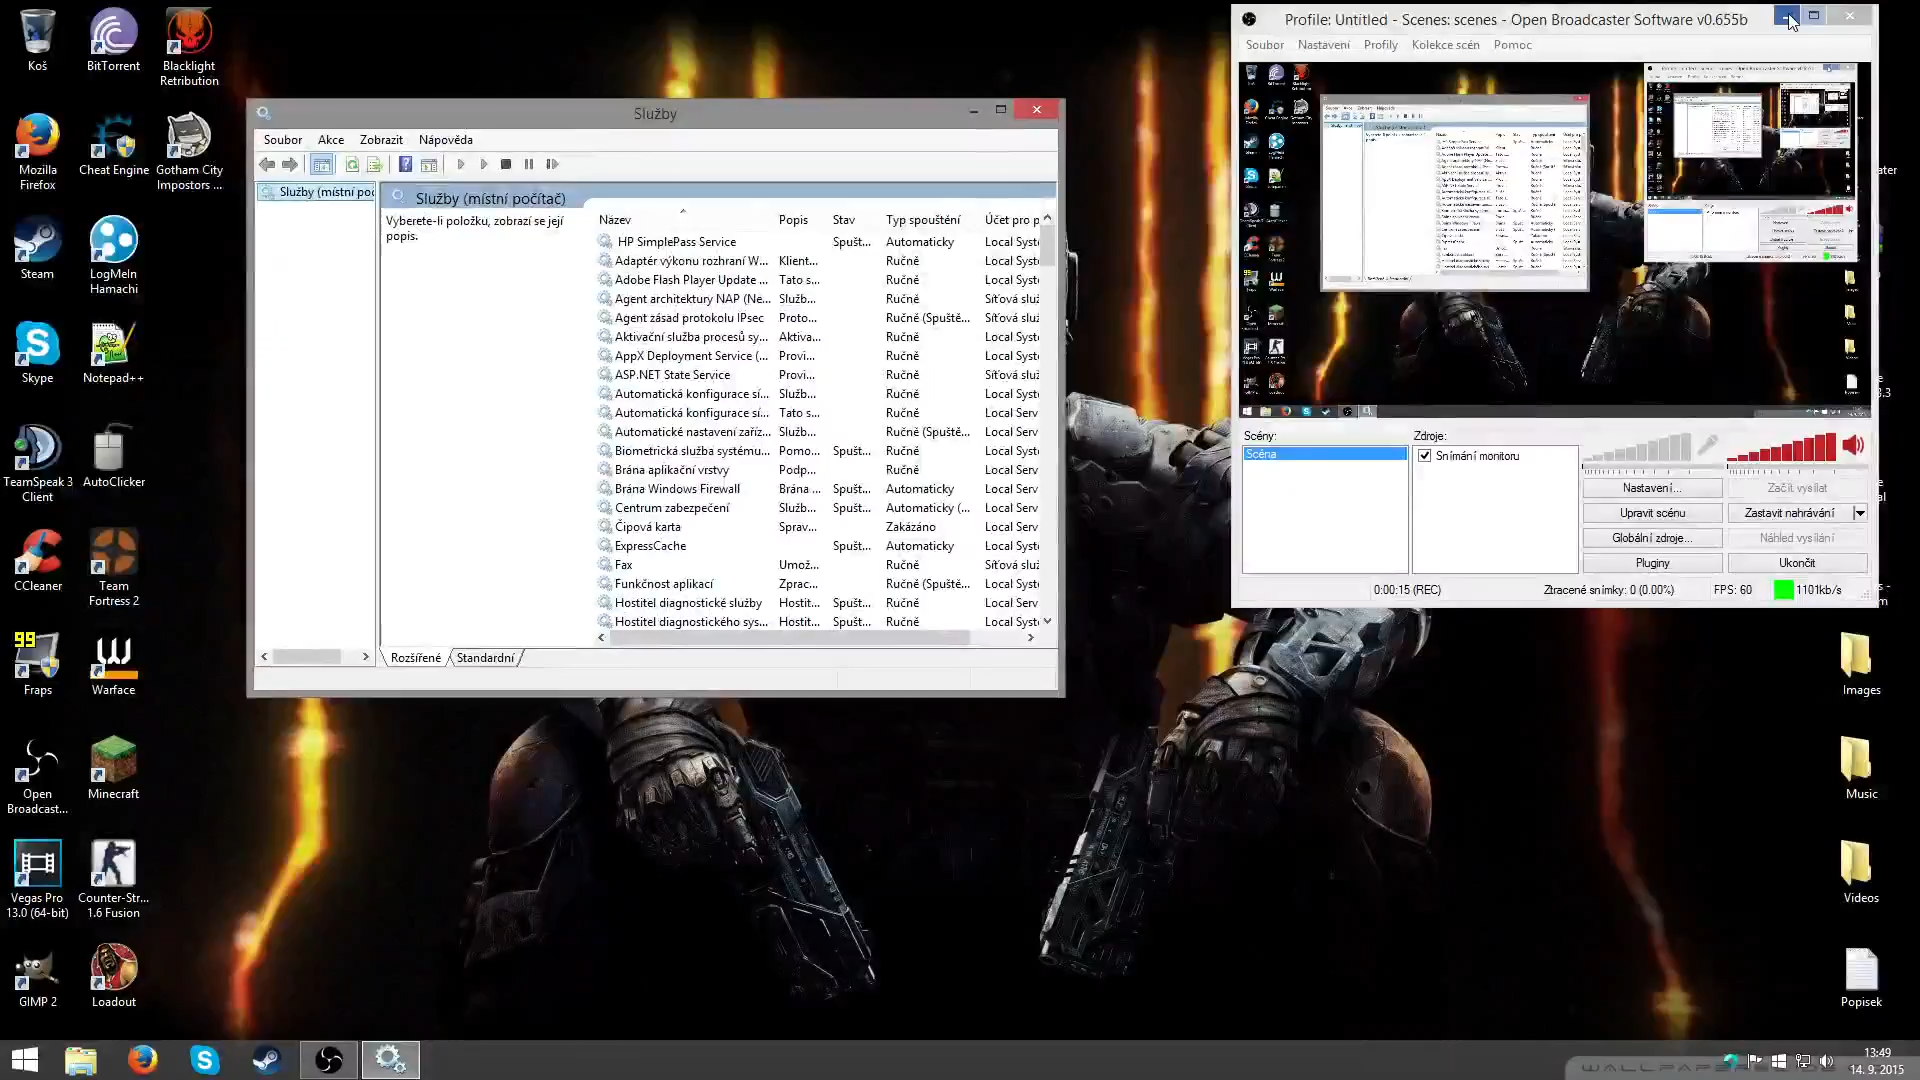 Koš
BitTorrent
Blacklight
Retribution
Mozilla
Firefox
Cheat Engine
Gotham City
Impostors ...
Steam
LogMeIn
Hamachi
Skype
Notepad++
TeamSpeak 3
Client
AutoClicker
CCleaner
Team
Fortress 2
99
Fraps
Warface
Open
Broadcast...
Minecraft
Vegas Pro
13.0 (64-bit)
Counter-Str...
1.6 Fusion
GIMP 2
Loadout
Služby
Soubor Akce Zobrazit Nápověda
Služby (místní poč
Služby (místní počítač)
Vyberete-li položku, zobrazí se její
popis.
Název Popis Stav Typ spouštění Účet pro p
HP SimplePass Service Spušt... Automaticky Local Syst
Adaptér výkonu rozhraní W... Klient... Ručně Local Syst
Adobe Flash Player Update ... Tato s... Ručně Local Syst
Agent architektury NAP (Ne... Služb... Ručně Síťová služ
Agent zásad protokolu IPsec Proto... Ručně (Spuště... Síťová služ
Aktivační služba procesů sy... Aktiva... Ručně Local Syst
AppX Deployment Service (... Provi... Ručně Local Syst
ASP.NET State Service Provi... Ručně Síťová služ
Automatická konfigurace sí... Služb... Ručně Local Syst
Automatická konfigurace sí... Tato s... Ručně Local Serv
Automatické nastavení zaříz... Služb... Ručně (Spuště... Local Serv
Biometrická služba systému... Pomo... Spušt... Ručně Local Syst
Brána aplikační vrstvy Podp... Ručně Local Serv
Brána Windows Firewall Brána ... Spušt... Automaticky Local Serv
Centrum zabezpečení Služb... Spušt... Automaticky (... Local Serv
Čipová karta Sprav... Zakázáno Local Serv
ExpressCache Spušt... Automaticky Local Syst
Fax Umož... Ručně Síťová služ
Funkčnost aplikací Zprac... Ručně (Spuště... Local Syst
Hostitel diagnostické služby Hostit... Spušt... Ručně Local Serv
Hostitel diagnostického sys... Hostit... Spušt... Ručně Local Syst
Rozšířené Standardní
Profile: Untitled - Scenes: scenes - Open Broadcaster Software v0.655b
Soubor Nastavení Profily Kolekce scén Pomoc
Scény: Zdroje:
Scéna
Snímání monitoru
Nastavení... Začít vysílat
Upravit scénu Zastavit nahrávání
Globální zdroje... Náhled vysílání
Pluginy Ukončit
0:00:15 (REC) Ztracené snímky: 0 (0.00%) FPS: 60 1101kb/s
Images
Music
Videos
Popisek
13:49
14. 9. 2015